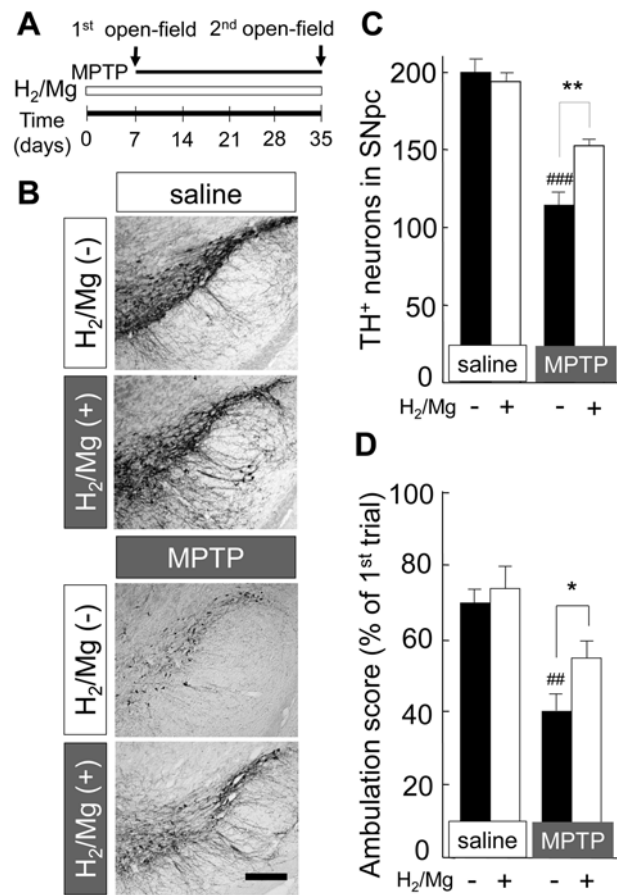 A
1st open-field 2nd open-field
MPTP
H2/Mg
Time
(days)
0 7 14 21 28 35
B
saline
H2/Mg (-)
H2/Mg (+)
MPTP
H2/Mg (-)
H2/Mg (+)
C
TH+ neurons in SNpc
200
150
100
50
0
**
###
saline MPTP
H2/Mg - + - +
D
Ambulation score (% of 1st trial)
100
80
60
40
20
0
*
##
saline MPTP
H2/Mg - + - +